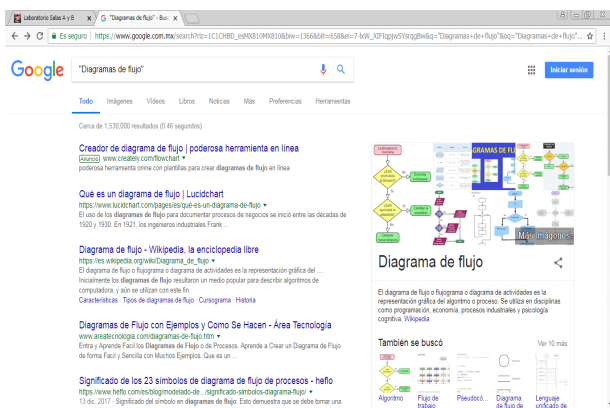 Laboratorio Salas A y B
"Diagramas de flujo" - Bus
Es seguro
https://www.google.com.mx/search?rlz=1C1CHBD_esMX810MX810&biw=1366&bih=658&ei=
q="Diagramas+de+flujo"&oq="Diagramas+de+flujo"...
Google
"Diagramas de flujo"
Iniciar sesión
Todo Imágenes Vídeos Libros Noticias Más Preferencias Herramientas
Cerca de 1,530,000 resultados (0.46 segundos)
Creador de diagrama de flujo | poderosa herramienta en línea
Anuncio www.creately.com/flowchart
poderosa herramienta online con plantillas para crear diagramas de flujo en línea
Qué es un diagrama de flujo | Lucidchart
https://www.lucidchart.com/pages/es/qué-es-un-diagrama-de-flujo
El uso de los diagramas de flujo para documentar procesos de negocios se inició entre las décadas de
1920 y 1930. En 1921, los ingenieros industriales Frank ...
Diagrama de flujo - Wikipedia, la enciclopedia libre
https://es.wikipedia.org/wiki/Diagrama_de_flujo
El diagrama de flujo o flujograma o diagrama de actividades es la representación gráfica del ...
Inicialmente los diagramas de flujo resultaron un medio popular para describir algoritmos de
computadora, y aún se utilizan con este fin.
Características · Tipos de diagramas de flujo · Cursograma · Historia
Diagramas de Flujo con Ejemplos y Como Se Hacen - Área Tecnología
www.areatecnologia.com/diagramas-de-flujo.htm
Entra y Aprende Facil los Diagramas de Flujo o de Procesos. Aprende a Crear un Diagrama de Flujo
de forma Facil y Sencilla con Muchos Ejemplos. Que es un ...
Significado de los 23 símbolos de diagrama de flujo de procesos - heflo
https://www.heflo.com/es/blog/modelado-de.../significado-simbolos-diagrama-flujo/
13 dic. 2017 - Significado del símbolo en diagramas de flujo: Esto demuestra que se debe tomar una
GRAMAS DE FLU
Más imágenes
Diagrama de flujo
El diagrama de flujo o flujograma o diagrama de actividades es la
representación gráfica del algoritmo o proceso. Se utiliza en disciplinas
como programación, economía, procesos industriales y psicología
cognitiva. Wikipedia
También se buscó
Ver 10 más
Algoritmo
Flujo de
trabajo
Pseudocó...
Diagrama
de flujo de
Lenguaje
unificado de